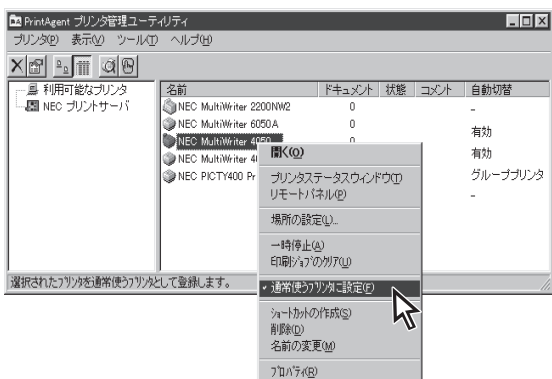 PrintAgent プリンタ管理ユーティリティ
プリンタ(P) 表示(V) ツール(T) ヘルプ(H)
利用可能なプリンタ
NEC プリントサーバ
名前 ドキュメント 状態 コメント 自動切替
NEC MultiWriter 2200NW2 0 -
NEC MultiWriter 6050A 0 有効
NEC MultiWriter 4050 0 有効
NEC MultiWriter 4 グループプリンタ
NEC PICTY400 Pr -
開く(O)
プリンタステータスウィンドウ(T)
リモートパネル(P)
場所の設定(L)...
一時停止(A)
印刷ジョブのクリア(U)
通常使うプリンタに設定(F)
ショートカットの作成(S)
削除(D)
名前の変更(M)
プロパティ(R)
選択されたプリンタを通常使うプリンタとして登録します。